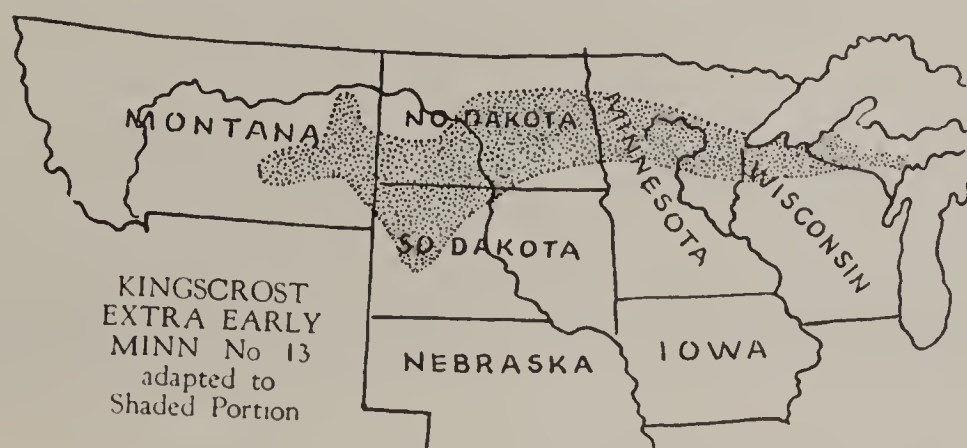 MONTANA
NO DAKOTA
MINNESOTA
WISCONSIN
SO DAKOTA
KINGSCROST
EXTRA EARLY
MINN No 13
adapted to
Shaded Portion
NEBRASKA
IOWA